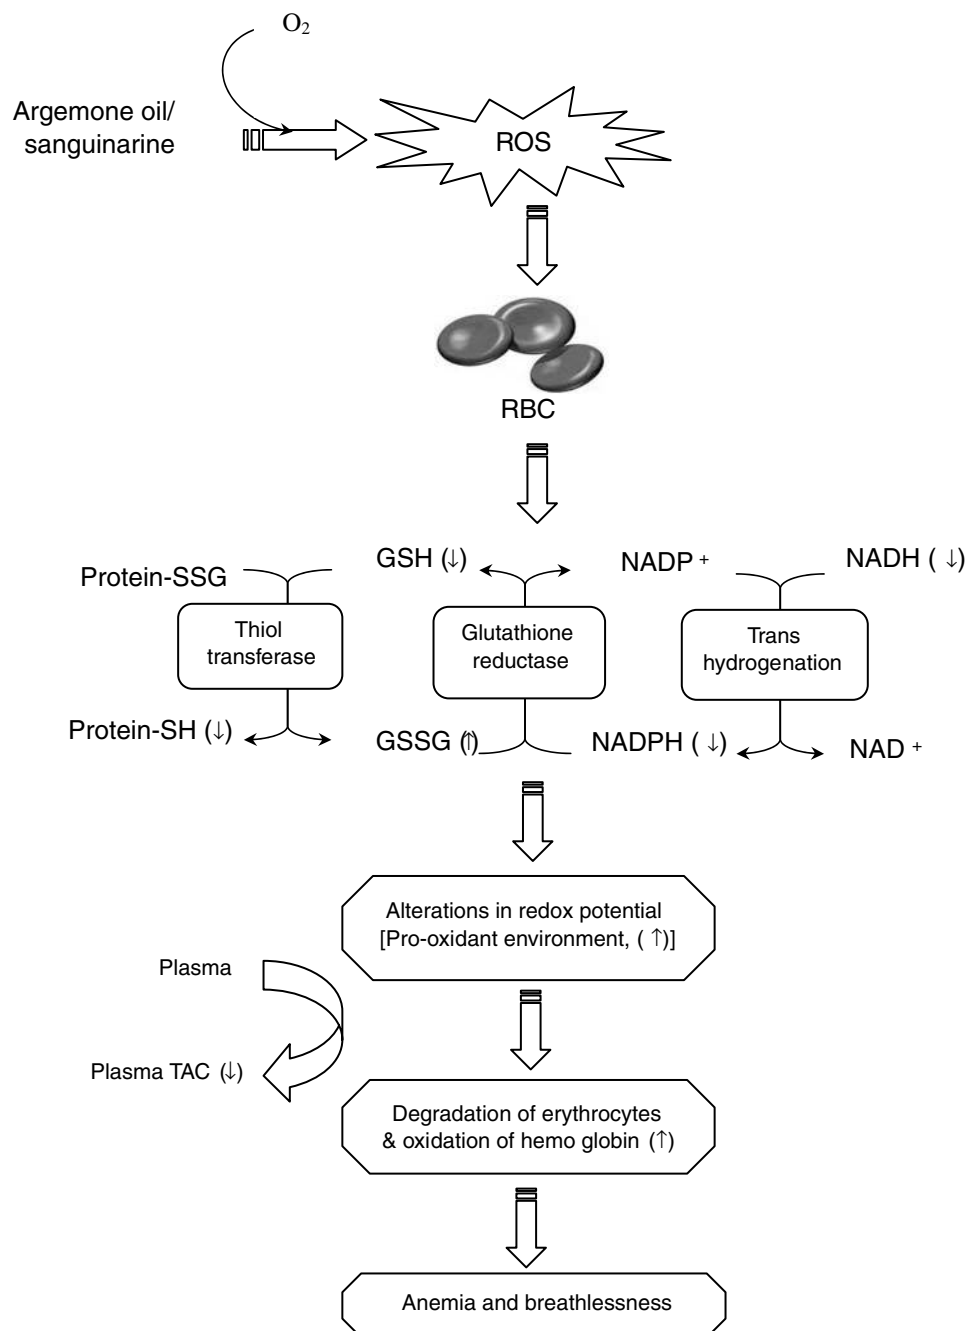 O₂
Argemone oil/
sanguinarine
ROS
RBC
Protein-SSG
GSH (↓)
NADP +
NADH ( ↓)
Thiol
transferase
Glutathione
reductase
Trans
hydrogenation
Protein-SH (↓)
GSSG (↑)
NADPH ( ↓)
NAD +
Alterations in redox potential
[Pro-oxidant environment, ( ↑)]
Plasma
Plasma TAC (↓)
Degradation of erythrocytes
& oxidation of hemo globin (↑)
Anemia and breathlessness